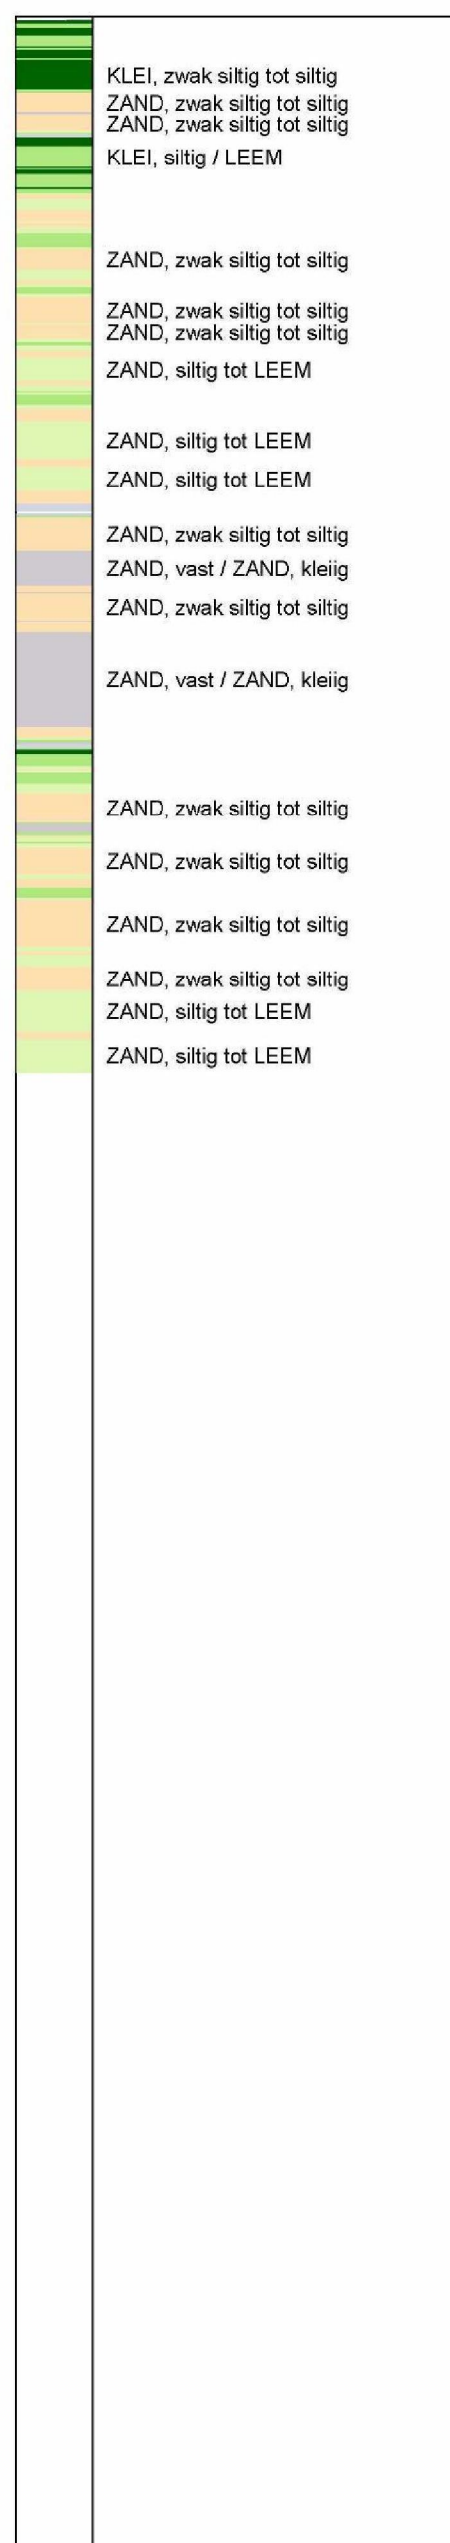 KLEI, zwak siltig tot siltig
ZAND, zwak siltig tot siltig
ZAND, zwak siltig tot siltig
KLEI, siltig / LEEM
ZAND, zwak siltig tot siltig
ZAND, zwak siltig tot siltig
ZAND, zwak siltig tot siltig
ZAND, siltig tot LEEM
ZAND, siltig tot LEEM
ZAND, siltig tot LEEM
ZAND, zwak siltig tot siltig
ZAND, vast / ZAND, kleiig
ZAND, zwak siltig tot siltig
ZAND, vast / ZAND, kleiig
ZAND, zwak siltig tot siltig
ZAND, zwak siltig tot siltig
ZAND, zwak siltig tot siltig
ZAND, zwak siltig tot siltig
ZAND, siltig tot LEEM
ZAND, siltig tot LEEM